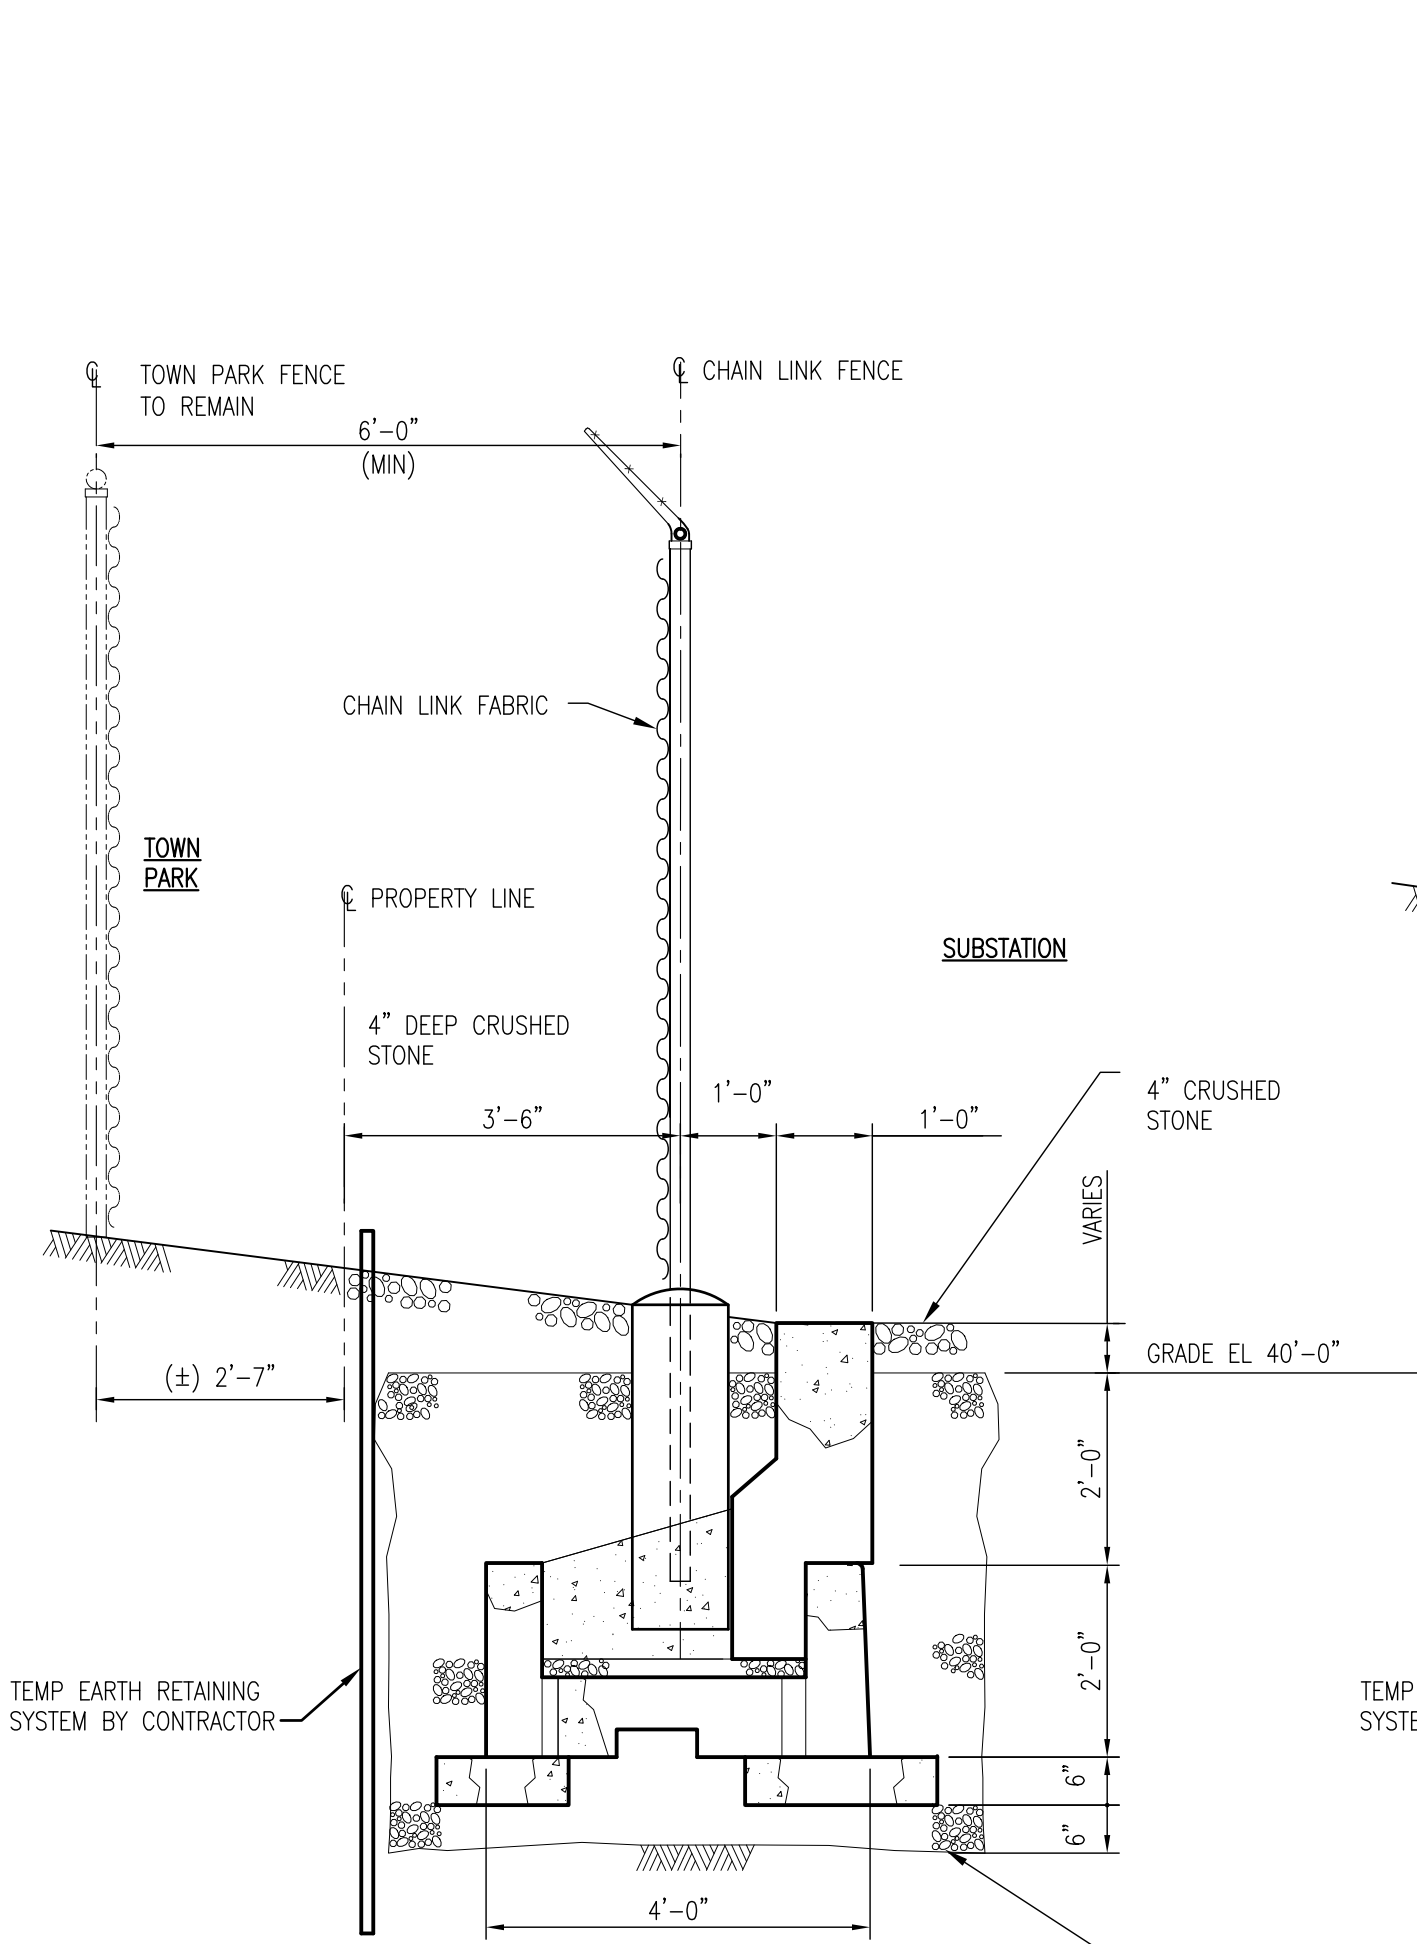 ℄ TOWN PARK FENCE
TO REMAIN
℄ CHAIN LINK FENCE
6'-0"
(MIN)
CHAIN LINK FABRIC
TOWN
PARK
℄ PROPERTY LINE
SUBSTATION
4" DEEP CRUSHED
STONE
4" CRUSHED
STONE
3'-6"
1'-0"
1'-0"
VARIES
GRADE EL 40'-0"
(±) 2'-7"
2'-0"
2'-0"
TEMP EARTH RETAINING
SYSTEM BY CONTRACTOR
TEMP
SYSTE
6"
6"
4'-0"